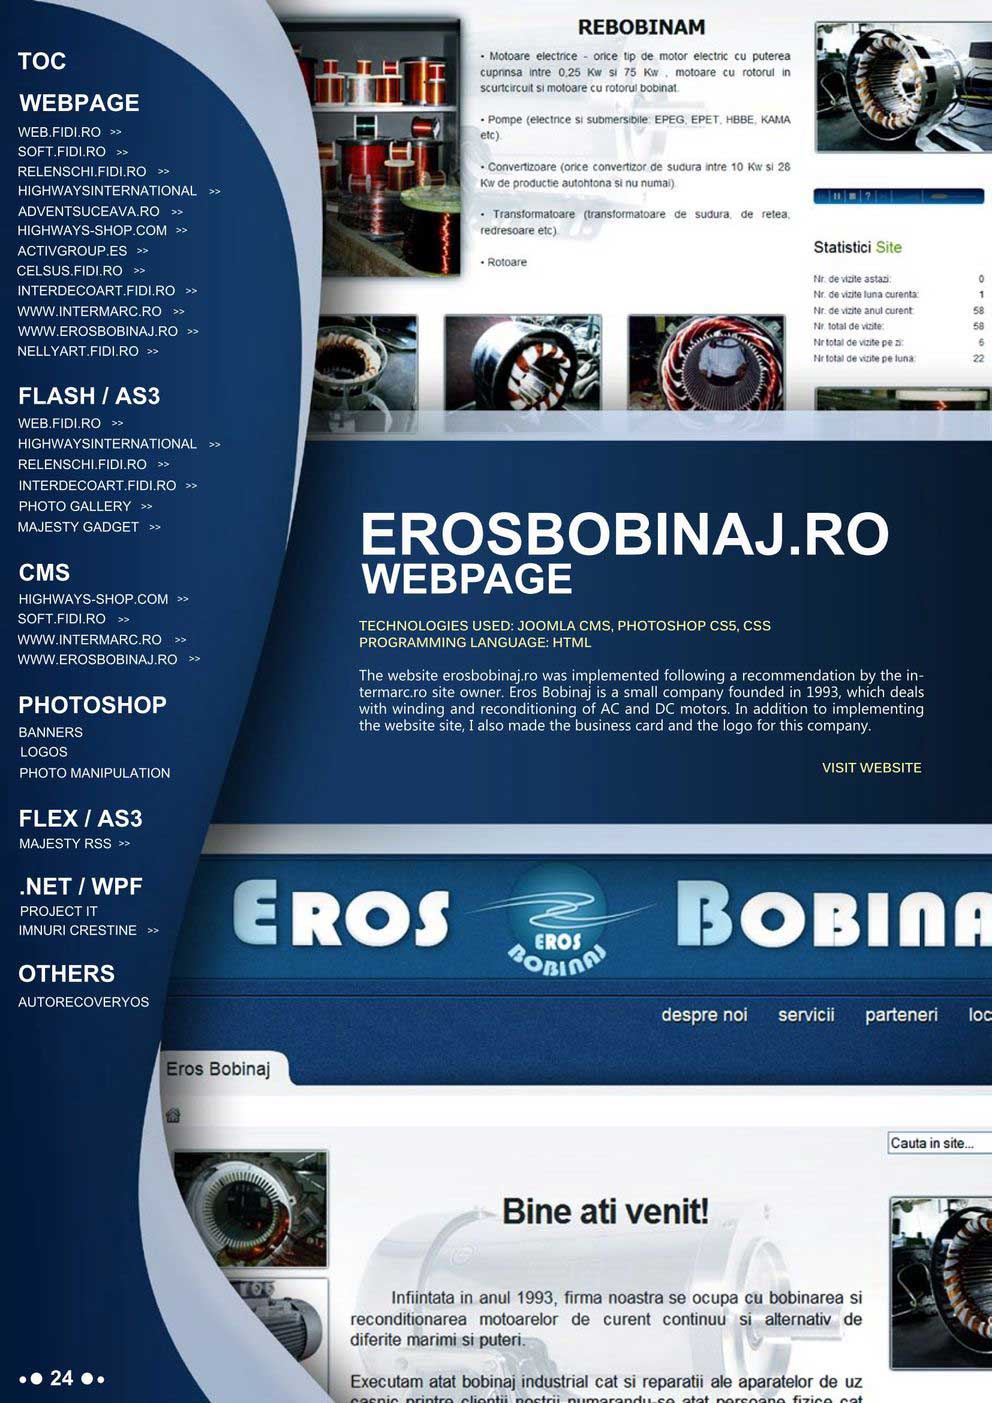 TOC
WEBPAGE
WEB.FIDI.RO >>
SOFT.FIDI.RO >>
RELENSCHI.FIDI.RO >>
HIGHWAYSINTERNATIONAL >>
ADVENTSUCEAVA.RO >>
HIGHWAYS-SHOP.COM >>
ACTIVGROUP.ES >>
CELSUS.FIDI.RO >>
INTERDECOART.FIDI.RO >>
WWW.INTERMARC.RO >>
WWW.EROSBOBINAJ.RO >>
NELLYART.FIDI.RO >>
FLASH / AS3
WEB.FIDI.RO >>
HIGHWAYSINTERNATIONAL >>
RELENSCHI.FIDI.RO >>
INTERDECOART.FIDI.RO >>
PHOTO GALLERY >>
MAJESTY GADGET >>
CMS
HIGHWAYS-SHOP.COM >>
SOFT.FIDI.RO >>
WWW.INTERMARC.RO >>
WWW.EROSBOBINAJ.RO >>
PHOTOSHOP
BANNERS
LOGOS
PHOTO MANIPULATION
FLEX / AS3
MAJESTY RSS >>
.NET / WPF
PROJECT IT
IMNURI CRESTINE >>
OTHERS
AUTORECOVERYOS
24
REBOBINAM
• Motoare electrice - orice tip de motor electric cu puterea
cuprinsa intre 0,25 Kw si 75 Kw , motoare cu rotorul in
scurtcircuit si motoare cu rotorul bobinat.
• Pompe (electrice si submersibile: EPEG, EPET, HBBE, KAMA
etc).
• Convertizoare (orice convertizor de sudura intre 10 Kw si 28
Kw de productie autohtona si nu numai).
• Transformatoare (transformatoare de sudura, de retea,
redresoare etc).
• Rotoare
Statistici Site
Nr. de vizite astazi: 0
Nr. de vizite luna curenta: 1
Nr. de vizite anul curent: 58
Nr. total de vizite: 58
Nr total de vizite pe zi: 6
Nr total de vizite pe luna: 22
EROSBOBINAJ.RO
WEBPAGE
TECHNOLOGIES USED: JOOMLA CMS, PHOTOSHOP CS5, CSS
PROGRAMMING LANGUAGE: HTML
The website erosbobinaj.ro was implemented following a recommendation by the in-
termarc.ro site owner. Eros Bobinaj is a small company founded in 1993, which deals
with winding and reconditioning of AC and DC motors. In addition to implementing
the website site, I also made the business card and the logo for this company.
VISIT WEBSITE
EROS
EROS
BOBINAJ
BOBINA
despre noi servicii parteneri loc
Eros Bobinaj
Cauta in site...
Bine ati venit!
Infiintata in anul 1993, firma noastra se ocupa cu bobinarea si
reconditionarea motoarelor de curent continuu si alternativ de
diferite marimi si puteri.
Executam atat bobinaj industrial cat si reparatii ale aparatelor de uz
casnic printre clientii nostrii numarandu-se atat persoane fizice cat